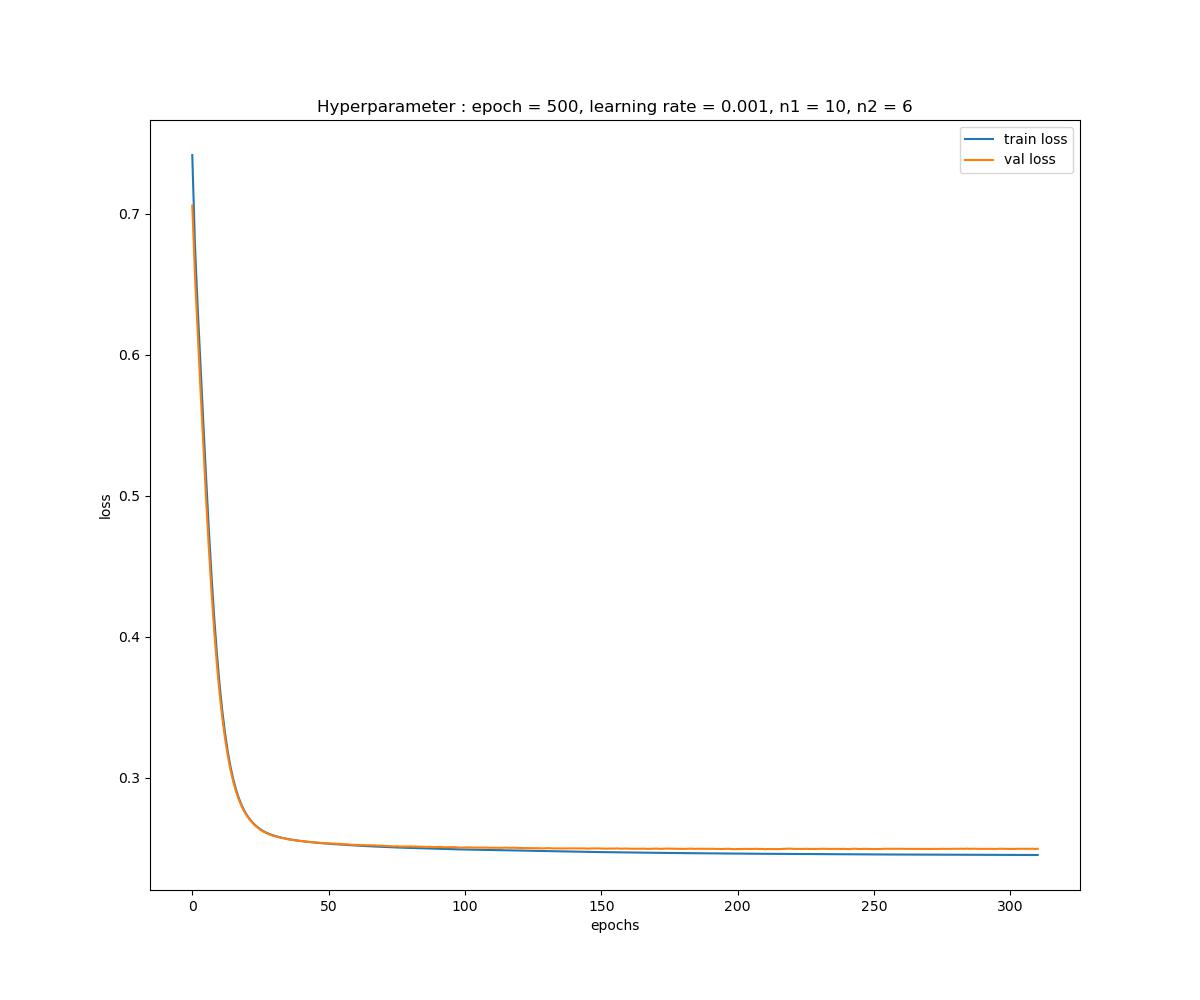 Hyperparameter : epoch = 500, learning rate = 0.001, n1 = 10, n2 = 6
train loss
val loss
0.7
0.6
0.5
0.4
0.3
loss
0
50
100
150
200
250
300
epochs